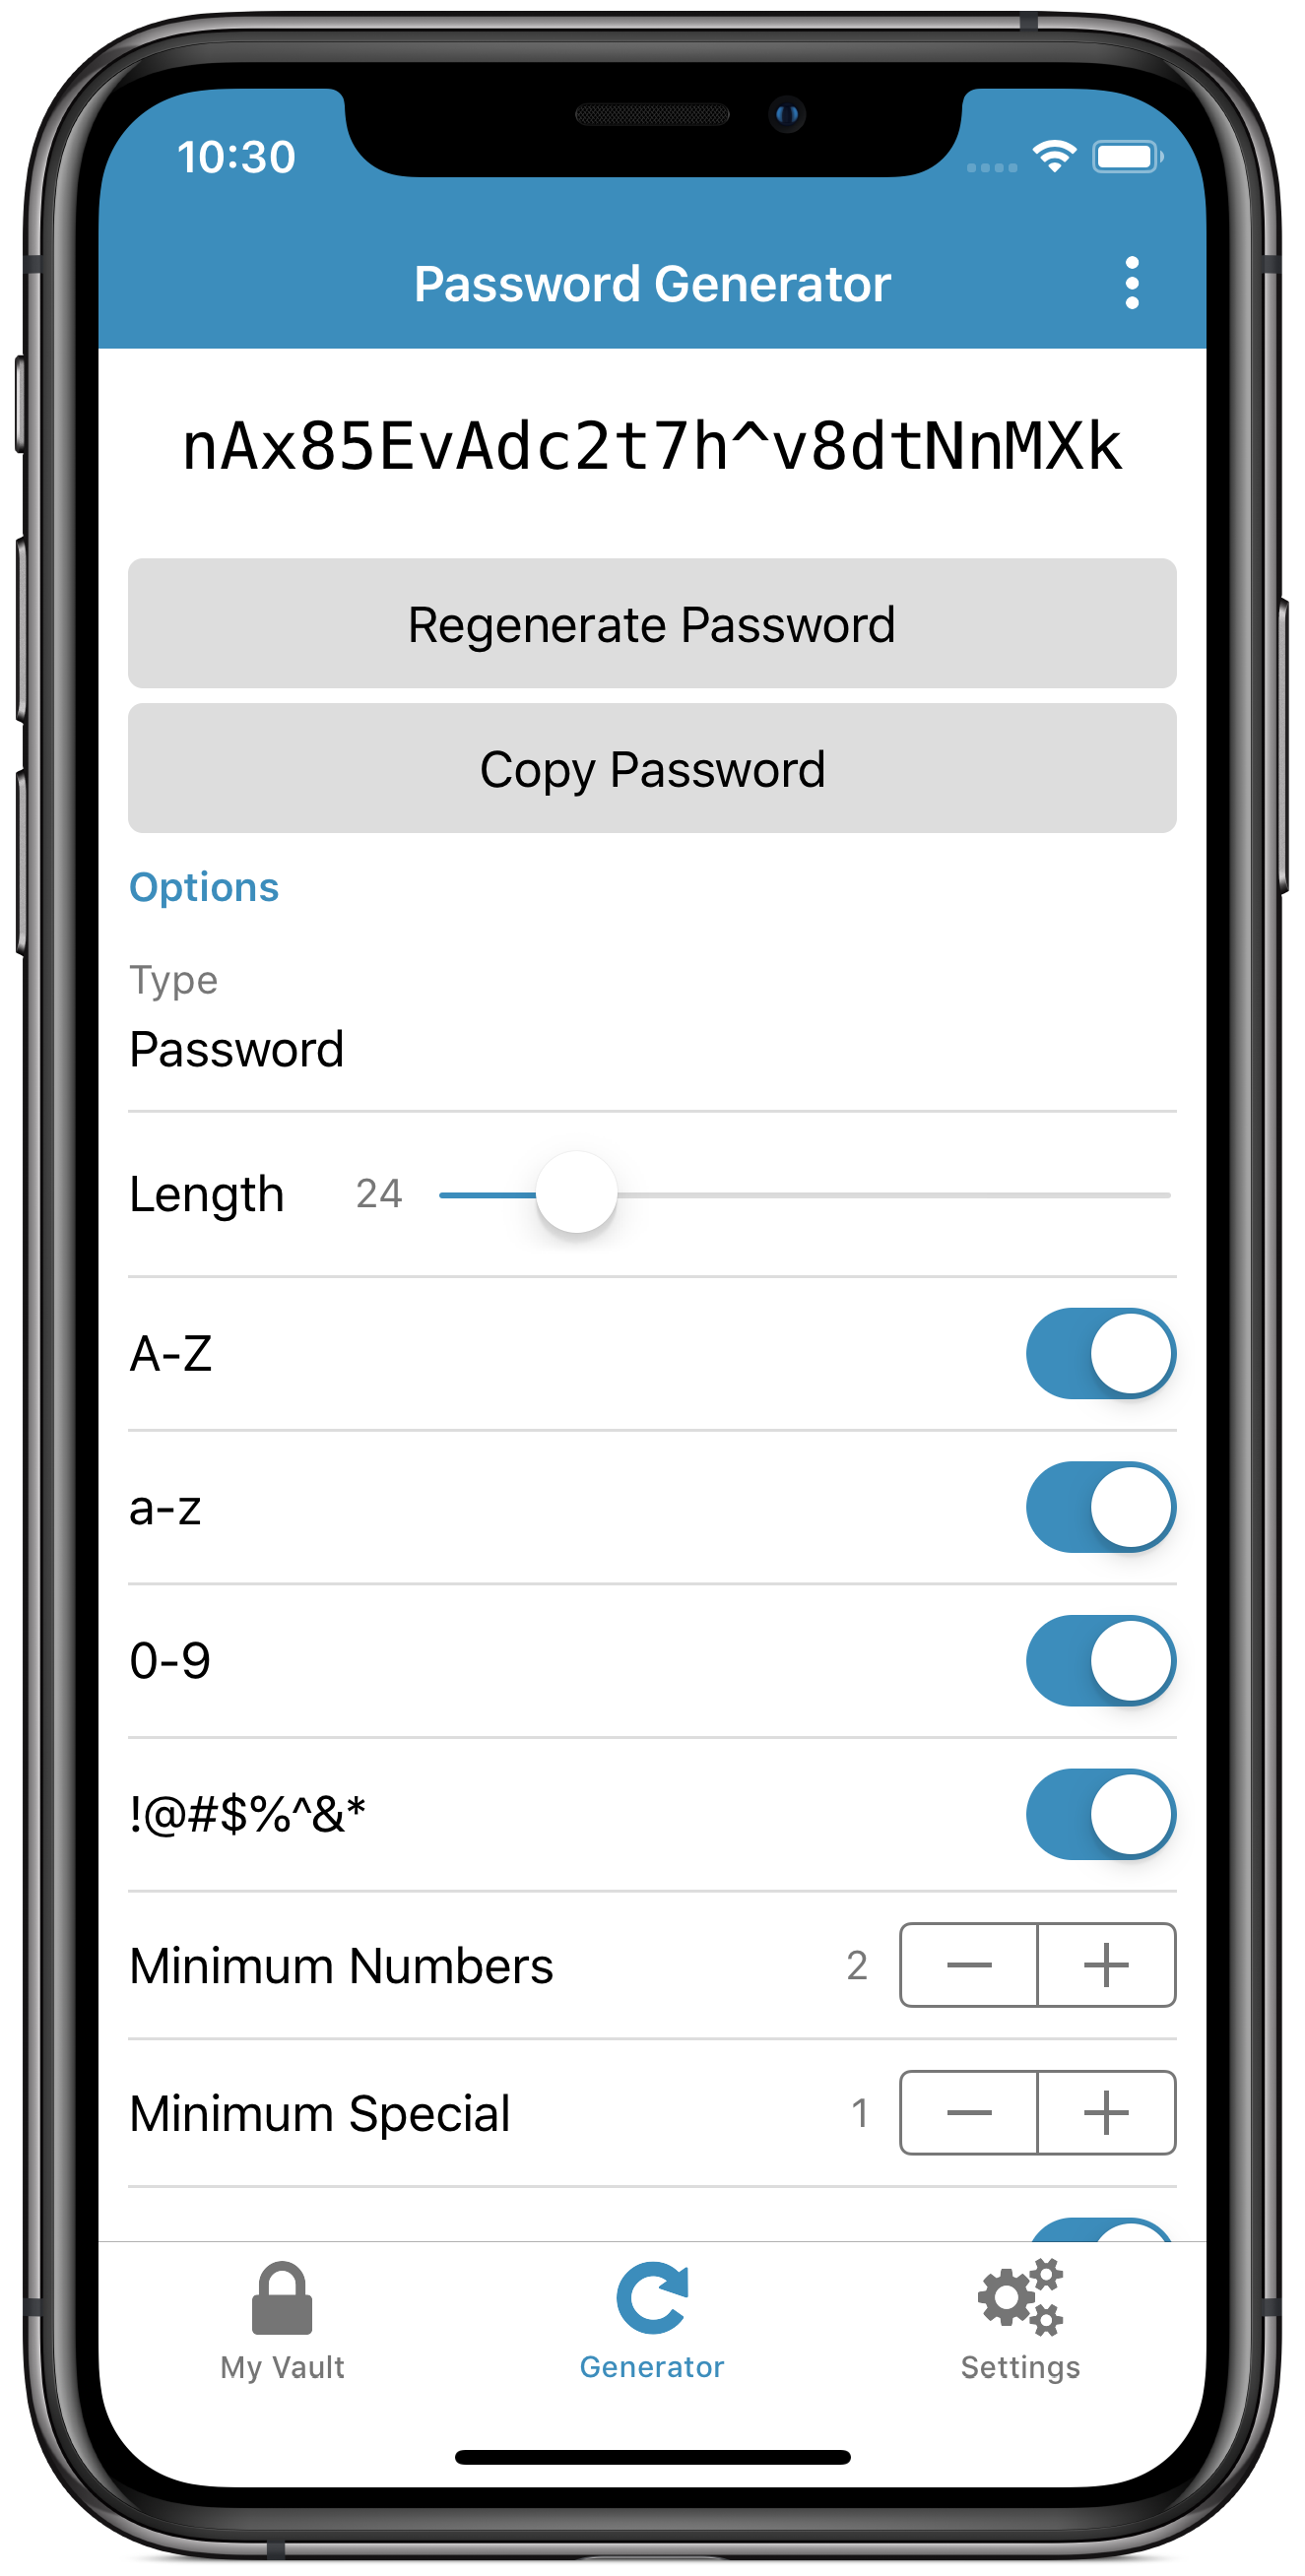 10:30
Password Generator
nAx85EvAdc2t7h^v8dtNnMXk
Regenerate Password
Copy Password
Options
Type
Password
Length 24
A-Z
a-z
0-9
!@#$%^&*
Minimum Numbers 2
Minimum Special 1
My Vault Generator Settings